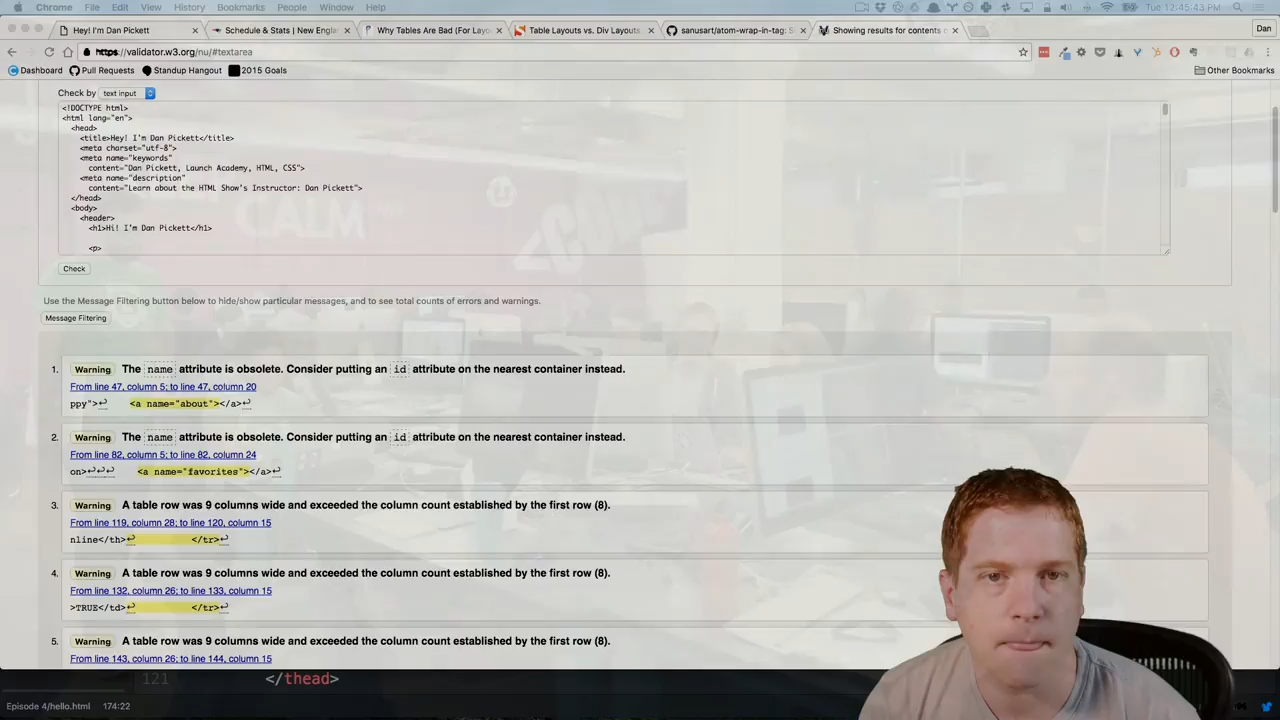 Chrome File Edit View History Bookmarks People Window Help Tue 12:45:43 PM
Hey! I'm Dan Pickett Schedule & Stats | New Engla Why Tables Are Bad (For Layo Table Layouts vs. Div Layouts sanusart/atom-wrap-in-tag: S Showing results for contents o Dan
https://validator.w3.org/nu/#textarea
Dashboard Pull Requests Standup Hangout 2015 Goals Other Bookmarks
Check by text input
<!DOCTYPE html>
<html lang="en">
<head>
<title>Hey! I'm Dan Pickett</title>
<meta charset="utf-8">
<meta name="keywords"
content="Dan Pickett, Launch Academy, HTML, CSS">
<meta name="description"
content="Learn about the HTML Show's Instructor: Dan Pickett">
</head>
<body>
<header>
<h1>Hi! I'm Dan Pickett</h1>
<p>
Check
Use the Message Filtering button below to hide/show particular messages, and to see total counts of errors and warnings.
Message Filtering
1. Warning The name attribute is obsolete. Consider putting an id attribute on the nearest container instead.
From line 47, column 5; to line 47, column 20
ppy">↩ <a name="about"></a>↩
2. Warning The name attribute is obsolete. Consider putting an id attribute on the nearest container instead.
From line 82, column 5; to line 82, column 24
on>↩↩↩ <a name="favorites"></a>↩
3. Warning A table row was 9 columns wide and exceeded the column count established by the first row (8).
From line 119, column 28; to line 120, column 15
nline</th>↩ </tr>↩
4. Warning A table row was 9 columns wide and exceeded the column count established by the first row (8).
From line 132, column 26; to line 133, column 15
>TRUE</td>↩ </tr>↩
5. Warning A table row was 9 columns wide and exceeded the column count established by the first row (8).
From line 143, column 26; to line 144, column 15
121 </thead>
Episode 4/hello.html 174:22
CALM